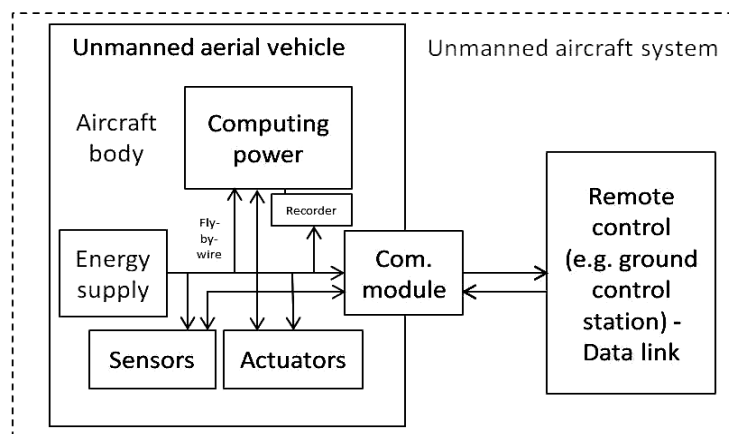 Unmanned aerial vehicle
Unmanned aircraft system
Aircraft
body
Computing
power
Recorder
Fly-
by-
wire
Energy
supply
Com.
module
Sensors
Actuators
Remote
control
(e.g. ground
control
station) -
Data link